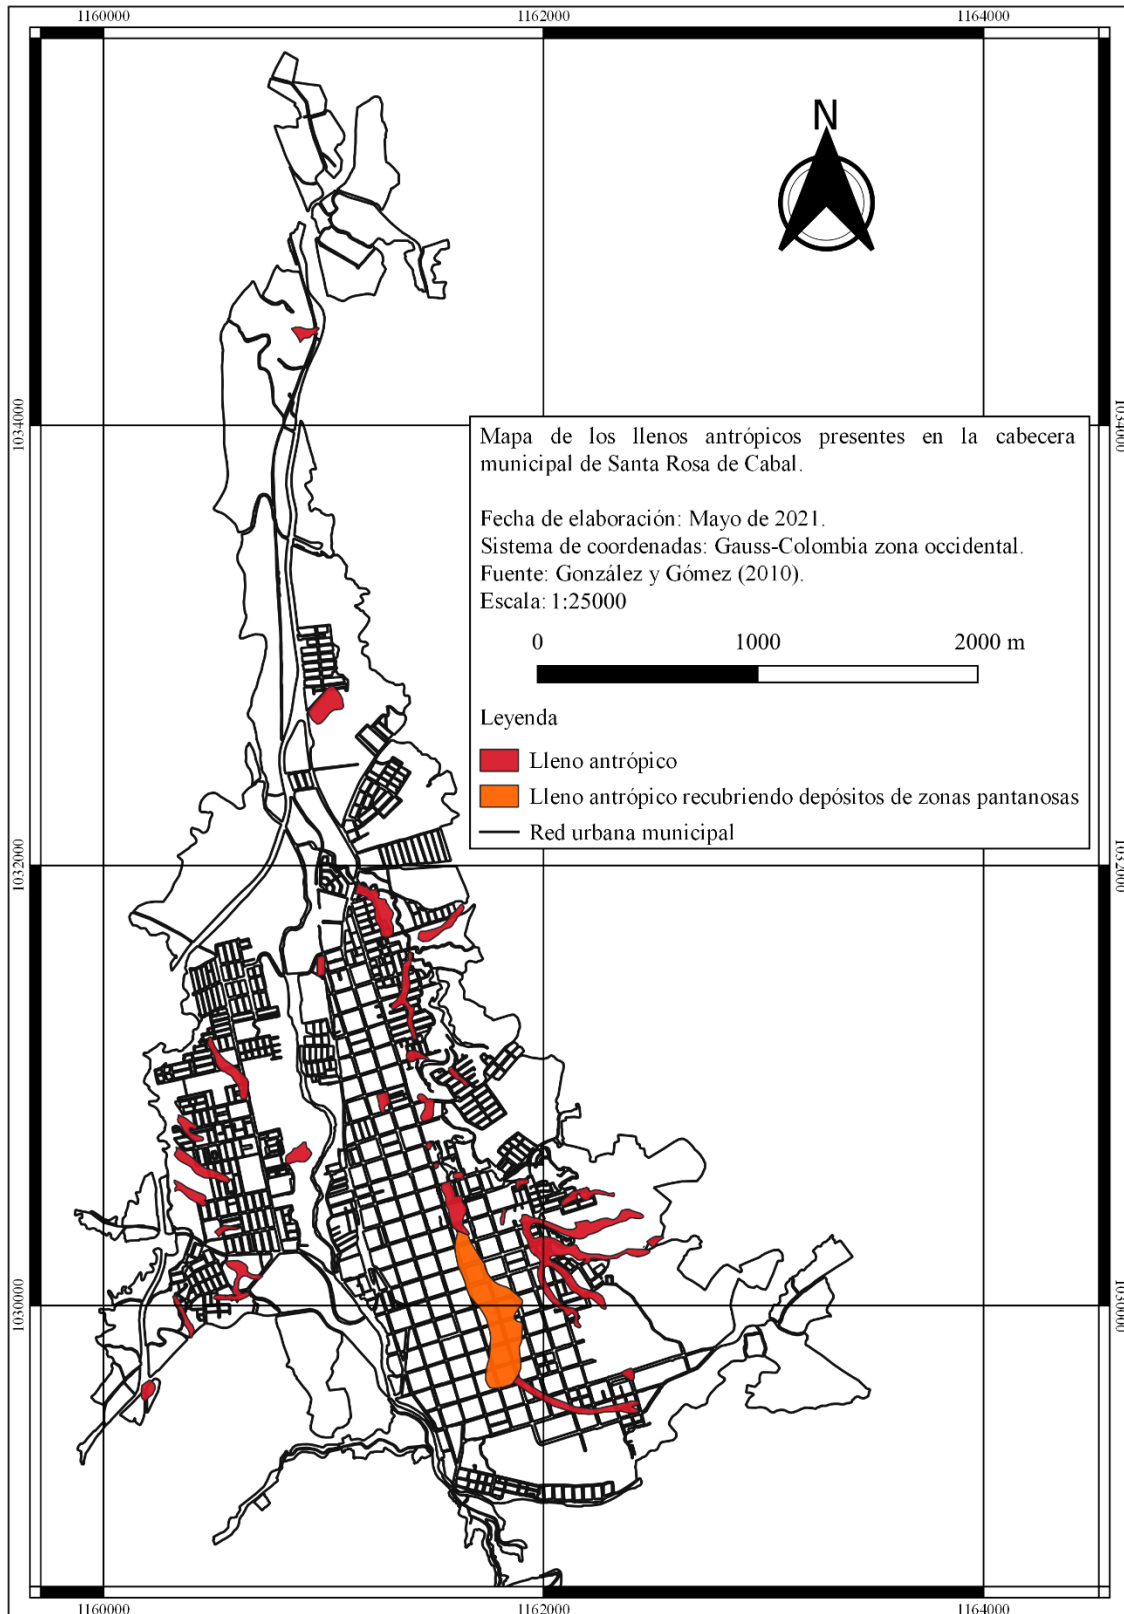 1160000 1162000 1164000
N
1034000 1034000
Mapa de los llenos antrópicos presentes en la cabecera
municipal de Santa Rosa de Cabal.
Fecha de elaboración: Mayo de 2021.
Sistema de coordenadas: Gauss-Colombia zona occidental.
Fuente: González y Gómez (2010).
Escala: 1:25000
0 1000 2000 m
Leyenda
Lleno antrópico
Lleno antrópico recubriendo depósitos de zonas pantanosas
Red urbana municipal
1032000 1032000
1030000 1030000
1160000 1162000 1164000